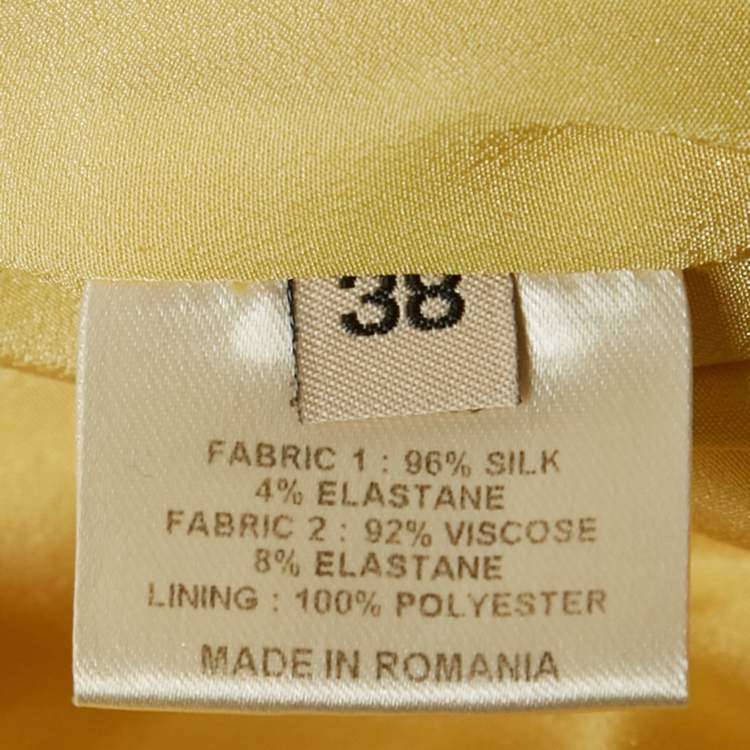 38
FABRIC 1 : 96% SILK
4% ELASTANE
FABRIC 2 : 92% VISCOSE
8% ELASTANE
LINING : 100% POLYESTER
MADE IN ROMANIA